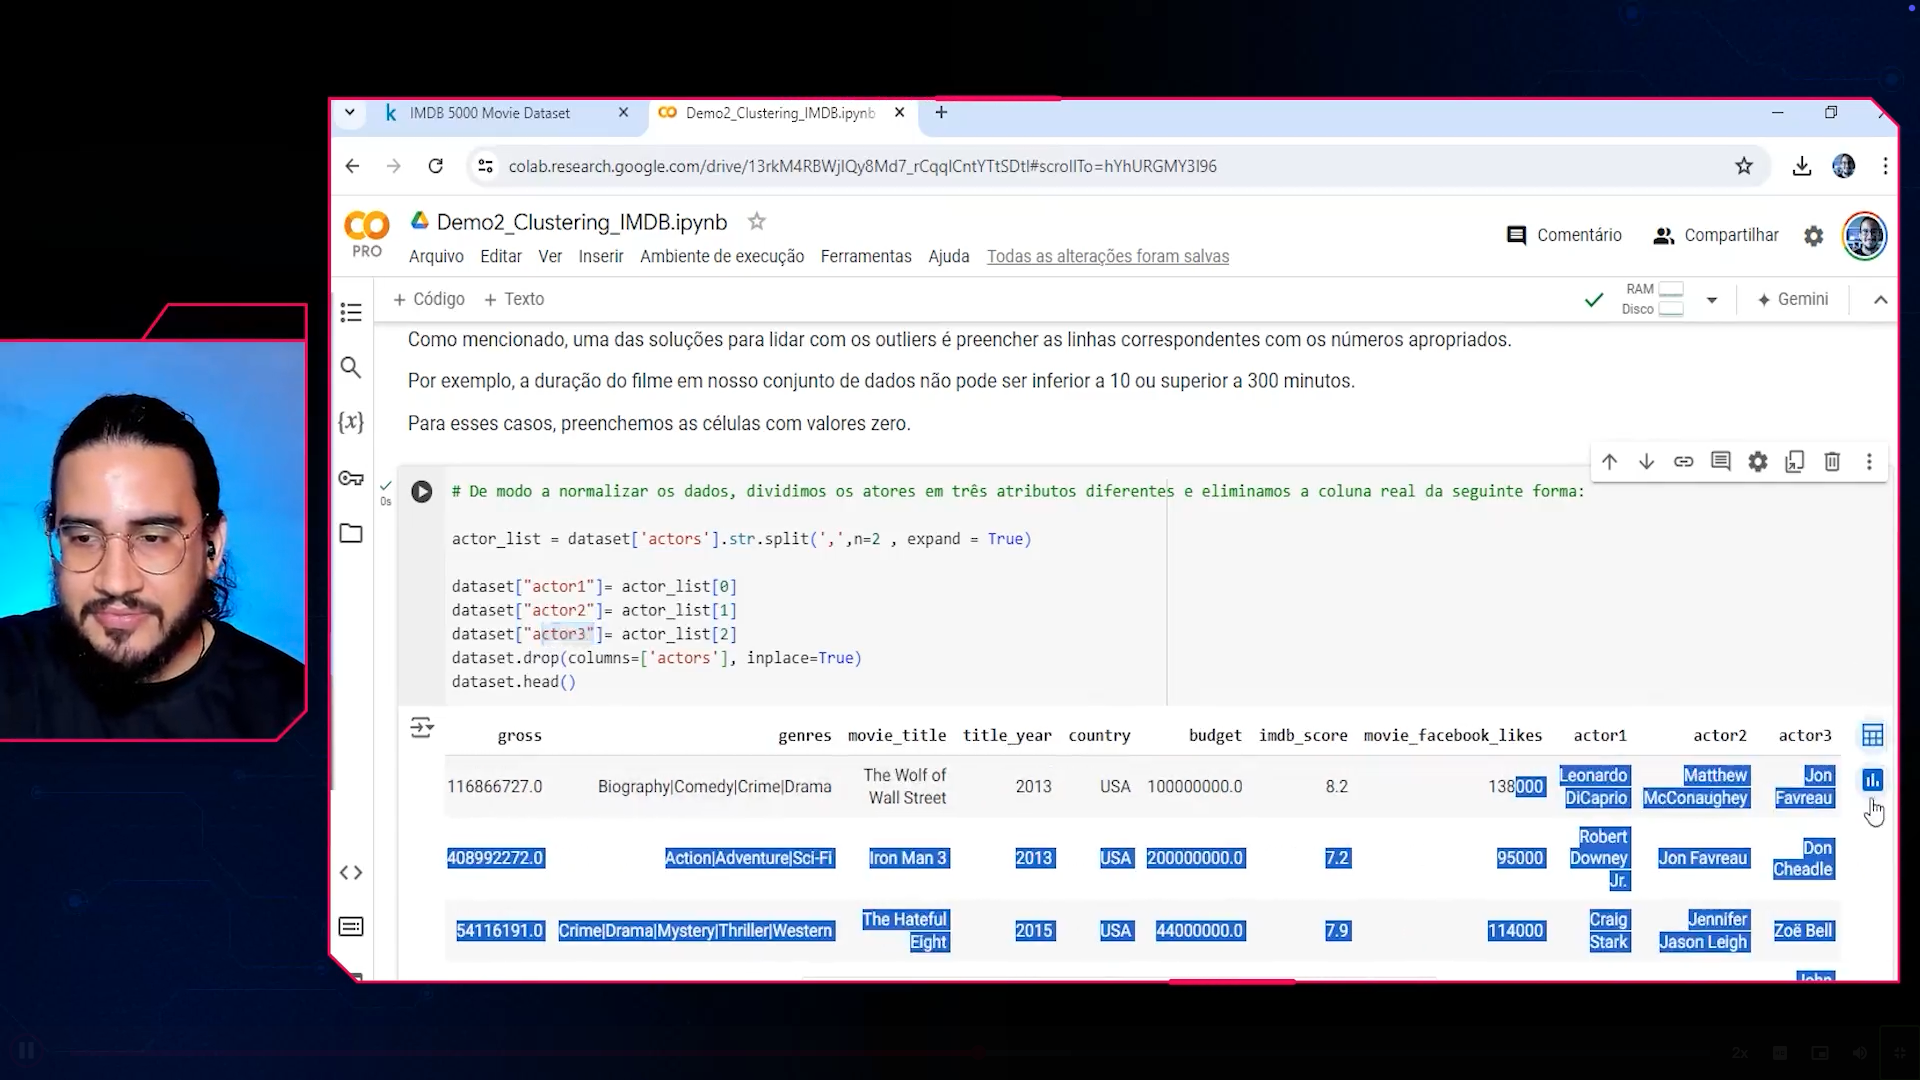 IMDB 5000 Movie Dataset
Demo2_Clustering_IMDB.ipynb
colab.research.google.com/drive/13rkM4RBWjIQy8Md7_rCqqICntYTtSDtI#scrollTo=hYhURGMY3I96
PRO
Demo2_Clustering_IMDB.ipynb
Comentário
Compartilhar
Arquivo Editar Ver Inserir Ambiente de execução Ferramentas Ajuda Todas as alterações foram salvas
+ Código + Texto
RAM
Disco
Gemini
Como mencionado, uma das soluções para lidar com os outliers é preencher as linhas correspondentes com os números apropriados.
Por exemplo, a duração do filme em nosso conjunto de dados não pode ser inferior a 10 ou superior a 300 minutos.
Para esses casos, preenchemos as células com valores zero.
0s
# De modo a normalizar os dados, dividimos os atores em três atributos diferentes e eliminamos a coluna real da seguinte forma:
actor_list = dataset['actors'].str.split(',',n=2 , expand = True)
dataset["actor1"]= actor_list[0]
dataset["actor2"]= actor_list[1]
dataset["actor3"]= actor_list[2]
dataset.drop(columns=['actors'], inplace=True)
dataset.head()
gross genres movie_title title_year country budget imdb_score movie_facebook_likes actor1 actor2 actor3
116866727.0 Biography|Comedy|Crime|Drama The Wolf of Wall Street 2013 USA 100000000.0 8.2 138000 Leonardo DiCaprio Matthew McConaughey Jon Favreau
408992272.0 Action|Adventure|Sci-Fi Iron Man 3 2013 USA 200000000.0 7.2 95000 Robert Downey Jr. Jon Favreau Don Cheadle
54116191.0 Crime|Drama|Mystery|Thriller|Western The Hateful Eight 2015 USA 44000000.0 7.9 114000 Craig Stark Jennifer Jason Leigh Zoë Bell
John
2x